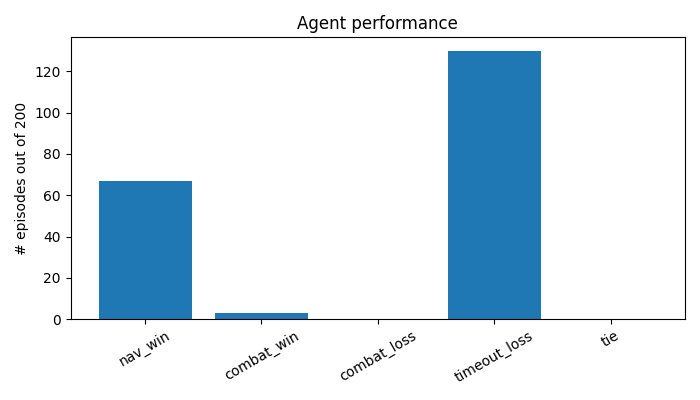 Agent performance
# episodes out of 200
120
100
80
60
40
20
0
nav_win
combat_win
combat_loss
timeout_loss
tie